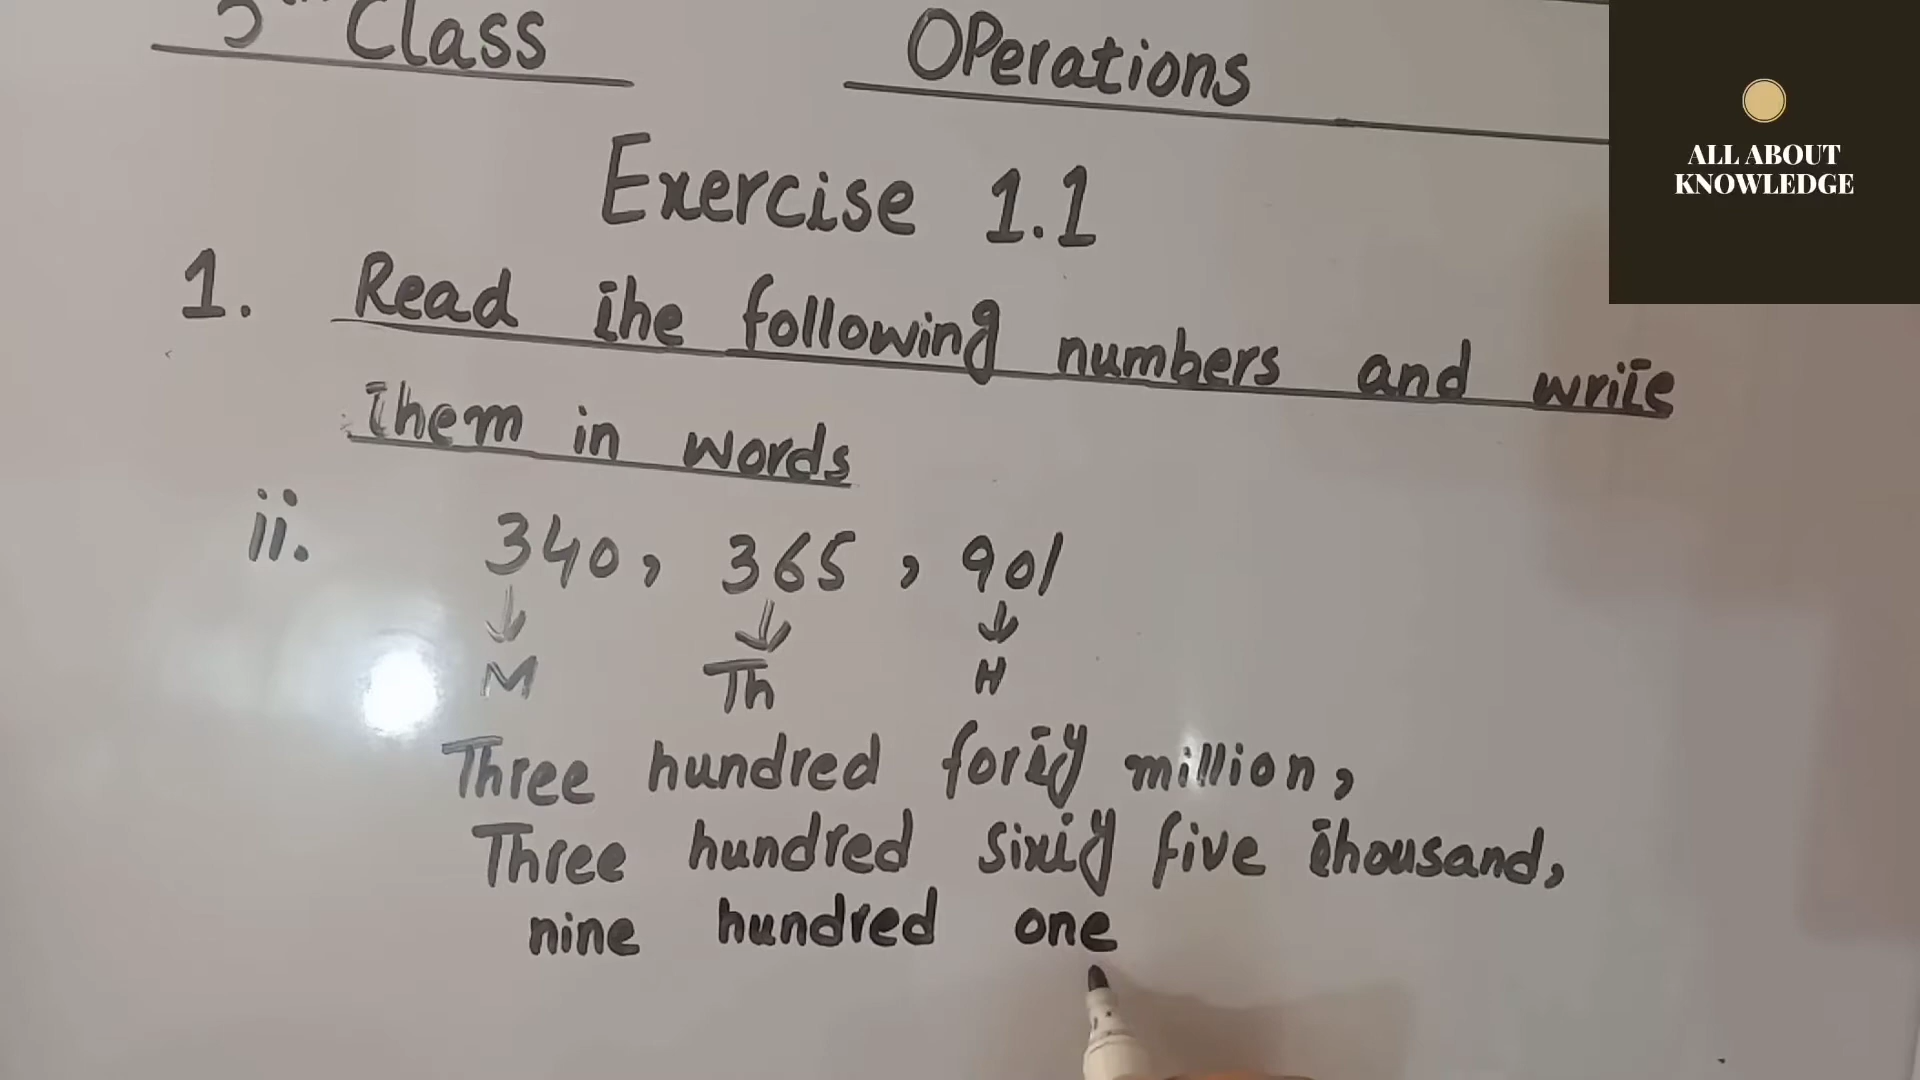 5th Class Operations
ALL ABOUT
KNOWLEDGE
Exercise 1.1
1. Read the following numbers and write
them in words
ii. 340, 365, 901
M Th H
Three hundred forty million,
Three hundred sixty five thousand,
nine hundred one